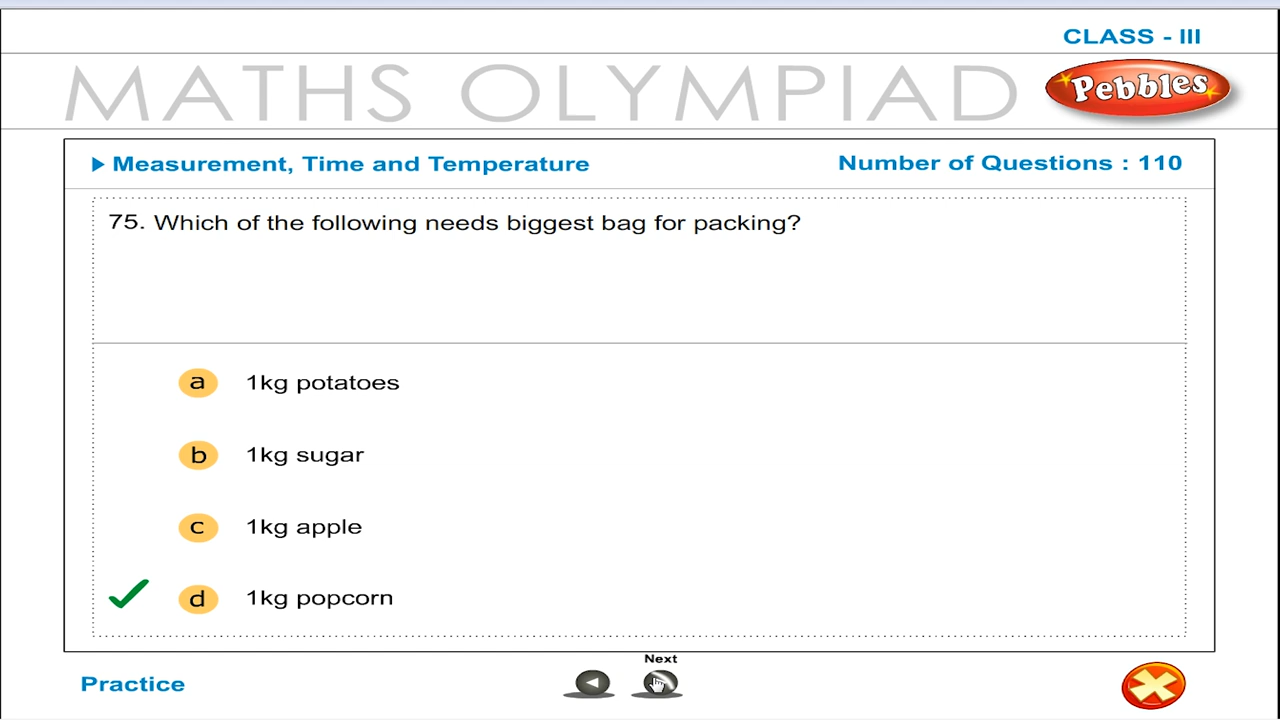 CLASS - III
MATHS OLYMPIAD
Pebbles
Measurement, Time and Temperature
Number of Questions : 110
75. Which of the following needs biggest bag for packing?
a 1kg potatoes
b 1kg sugar
c 1kg apple
d 1kg popcorn
Next
Practice